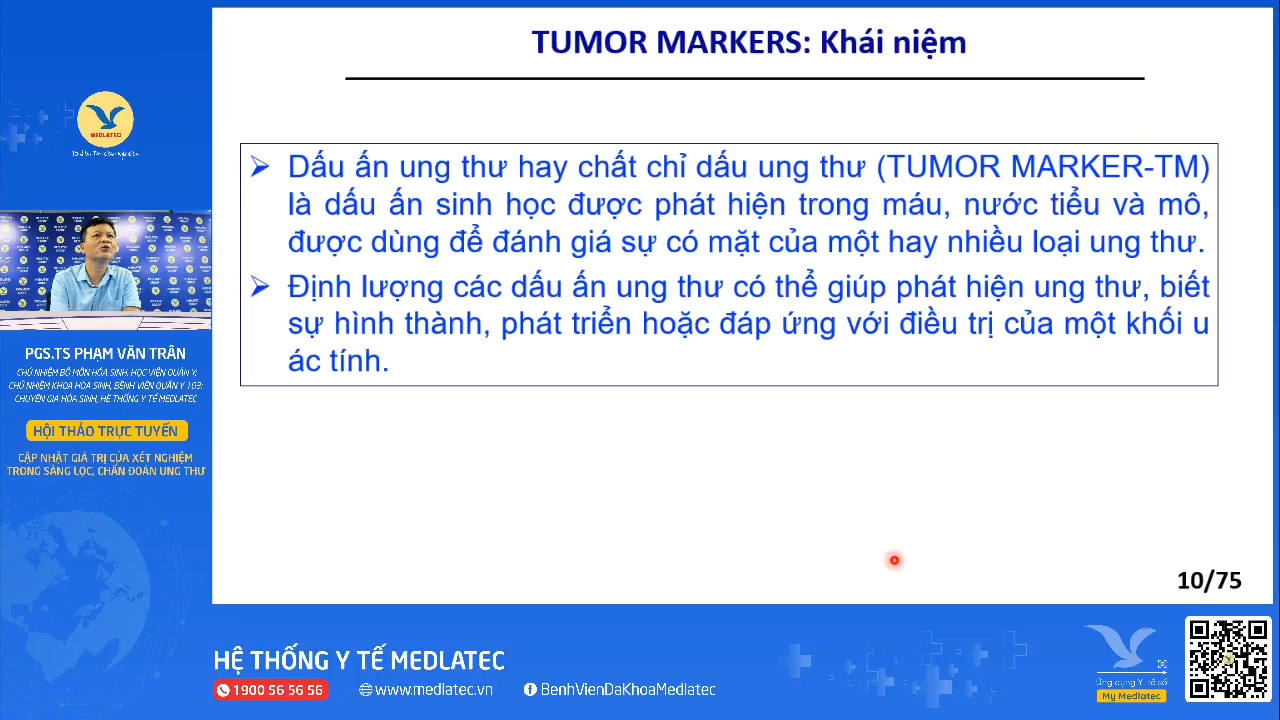 TUMOR MARKERS: Khái niệm
MEDLATEC
➢ Dấu ấn ung thư hay chất chỉ dấu ung thư (TUMOR MARKER-TM)
là dấu ấn sinh học được phát hiện trong máu, nước tiểu và mô,
được dùng để đánh giá sự có mặt của một hay nhiều loại ung thư.
➢ Định lượng các dấu ấn ung thư có thể giúp phát hiện ung thư, biết
sự hình thành, phát triển hoặc đáp ứng với điều trị của một khối u
ác tính.
PGS.TS PHẠM VĂN TRÂN
CHỦ NHIỆM BỘ MÔN HÓA SINH, HỌC VIỆN QUÂN Y;
CHỦ NHIỆM KHOA HÓA SINH, BỆNH VIỆN QUÂN Y 103;
CHUYÊN GIA HÓA SINH, HỆ THỐNG Y TẾ MEDLATEC
HỘI THẢO TRỰC TUYẾN
CẬP NHẬT GIÁ TRỊ CỦA XÉT NGHIỆM
TRONG SÀNG LỌC, CHẨN ĐOÁN UNG THƯ
10/75
HỆ THỐNG Y TẾ MEDLATEC
1900 56 56 56
www.medlatec.vn
BenhVienDaKhoaMedlatec
Ứng dụng Y tế số
My Medlatec